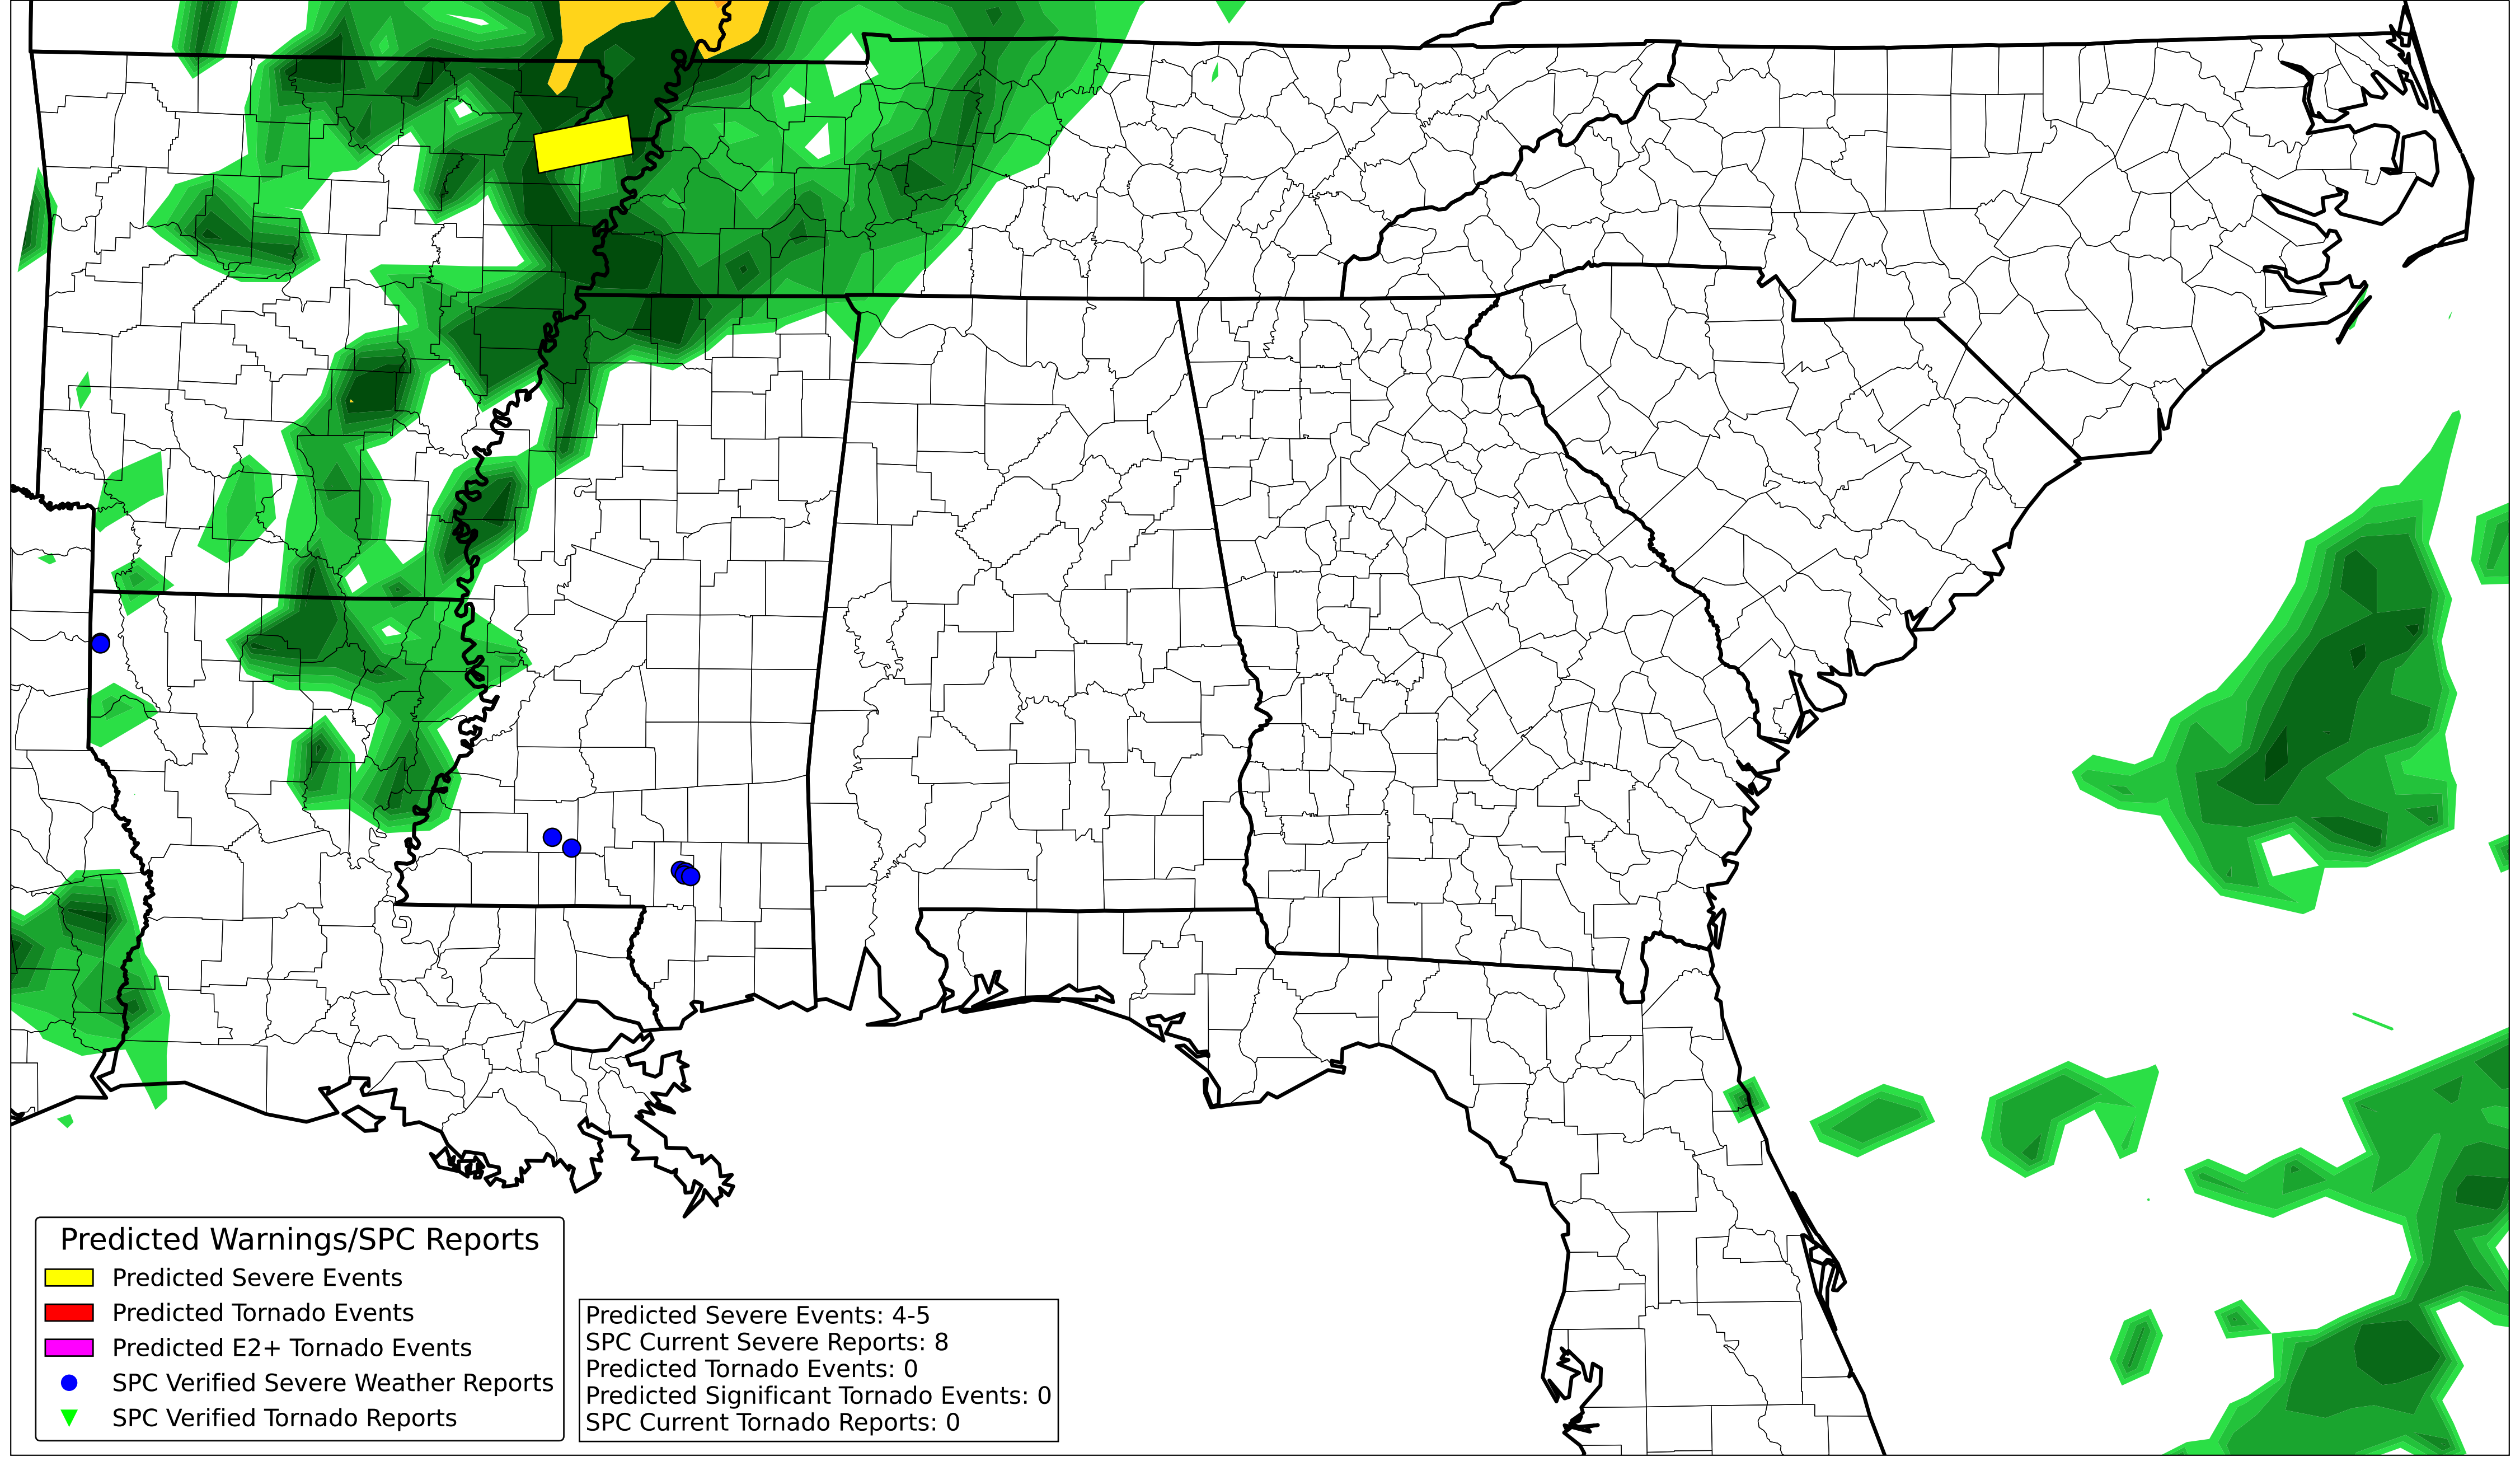 Predicted Warnings/SPC Reports
Predicted Severe Events
Predicted Tornado Events
Predicted E2+ Tornado Events
SPC Verified Severe Weather Reports
SPC Verified Tornado Reports
Predicted Severe Events: 4-5
SPC Current Severe Reports: 8
Predicted Tornado Events: 0
Predicted Significant Tornado Events: 0
SPC Current Tornado Reports: 0